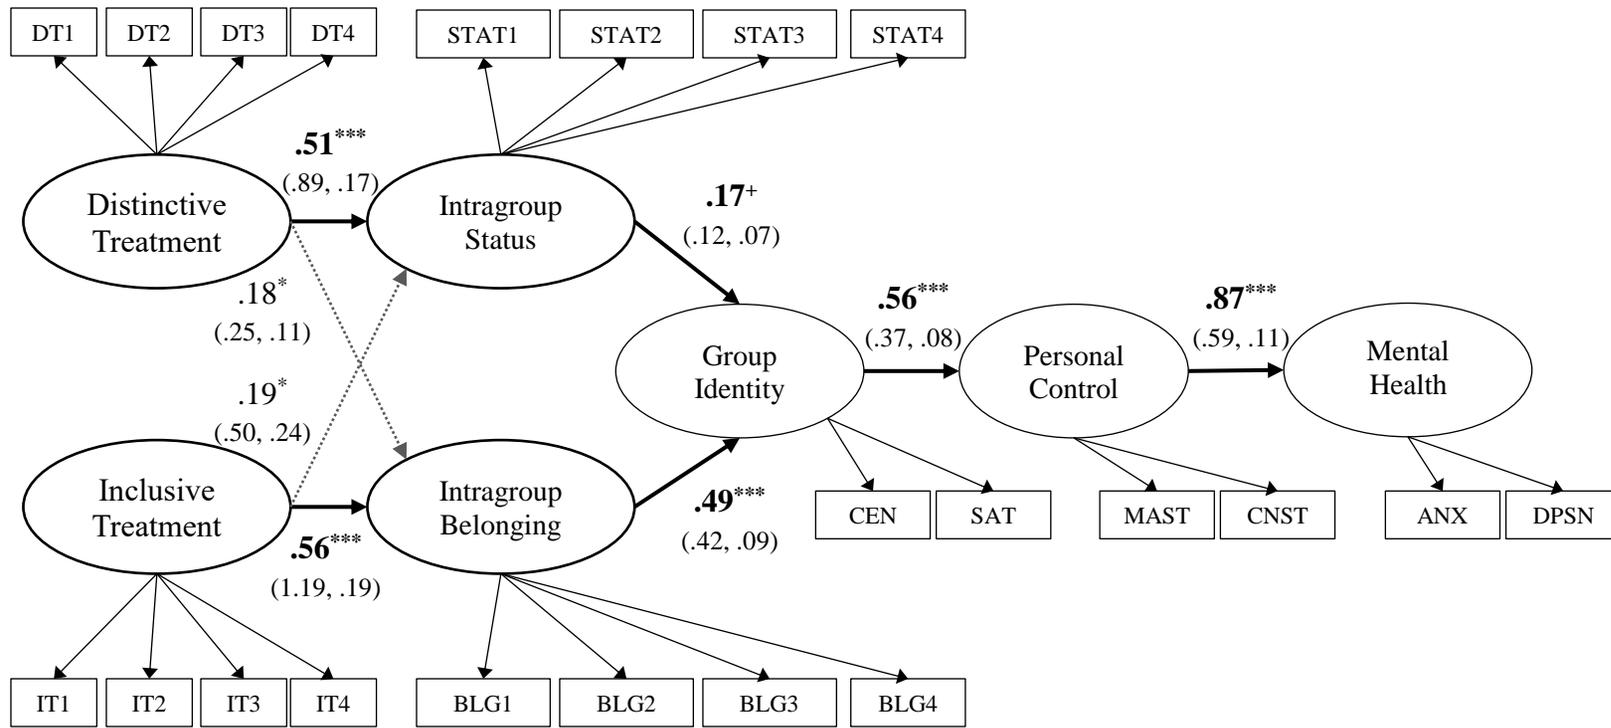 DT1 DT2 DT3 DT4 STAT1 STAT2 STAT3 STAT4
.51***
(.89, .17)
Distinctive
Treatment
Intragroup
Status
.17+
(.12, .07)
.18*
(.25, .11)
.56***
(.37, .08)
.87***
(.59, .11)
Group
Identity
Personal
Control
Mental
Health
.19*
(.50, .24)
Inclusive
Treatment
Intragroup
Belonging
.49***
(.42, .09)
CEN SAT MAST CNST ANX DPSN
.56***
(1.19, .19)
IT1 IT2 IT3 IT4 BLG1 BLG2 BLG3 BLG4